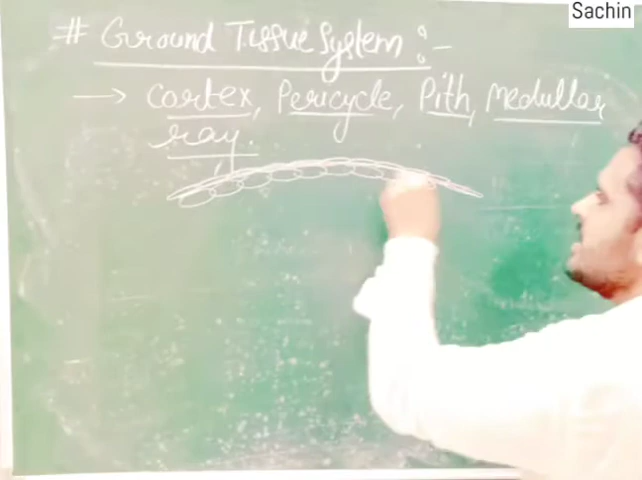 Sachin
# Ground Tissue System :-
→ Cortex, Pericycle, Pith, Medullar
ray.